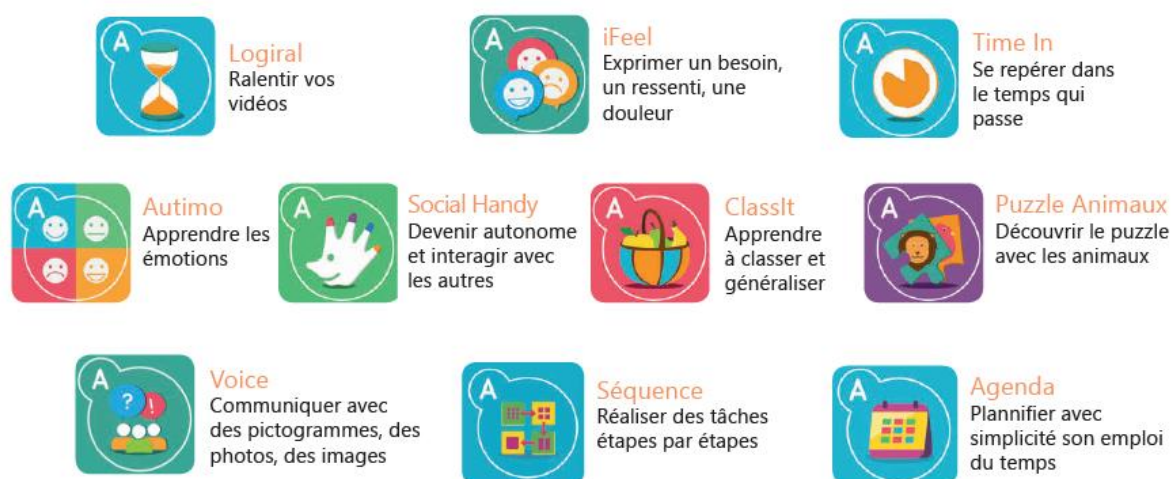 A
Logiral
Ralentir vos
vidéos
A
iFeel
Exprimer un besoin,
un ressenti, une
douleur
A
Time In
Se repérer dans
le temps qui
passe
A
Autimo
Apprendre les
émotions
A
Social Handy
Devenir autonome
et interagir avec
les autres
A
ClassIt
Apprendre
à classer et
généraliser
A
Puzzle Animaux
Découvrir le puzzle
avec les animaux
A
? !
Voice
Communiquer avec
des pictogrammes, des
photos, des images
A
Séquence
Réaliser des tâches
étapes par étapes
A
Agenda
Plannifier avec
simplicité son emploi
du temps